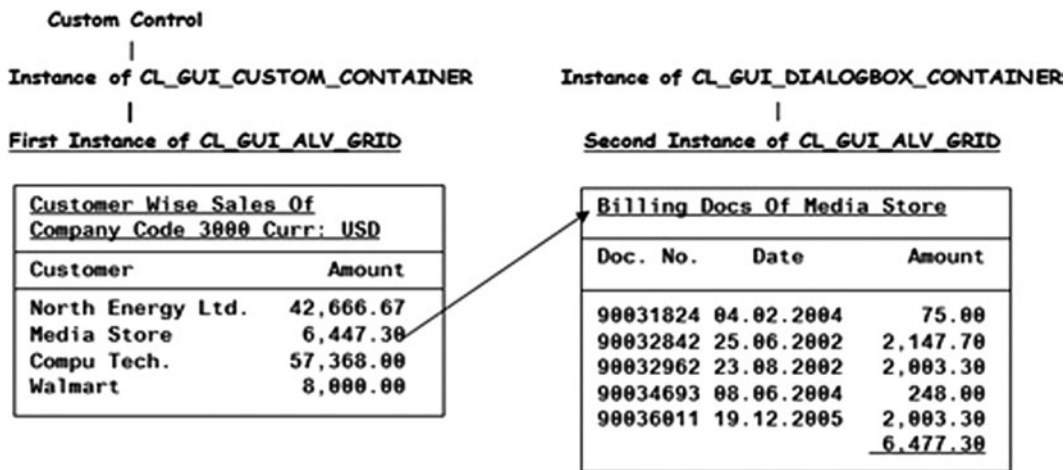 Custom Control
Instance of CL_GUI_CUSTOM_CONTAINER
First Instance of CL_GUI_ALV_GRID
Customer Wise Sales Of
Company Code 3000 Curr: USD
Customer Amount
North Energy Ltd. 42,666.67
Media Store 6,447.30
Compu Tech. 57,368.00
Walmart 8,000.00
Instance of CL_GUI_DIALOGBOX_CONTAINER
Second Instance of CL_GUI_ALV_GRID
Billing Docs Of Media Store
Doc. No. Date Amount
90031824 04.02.2004 75.00
90032842 25.06.2002 2,147.70
90032962 23.08.2002 2,003.30
90034693 08.06.2004 248.00
90036011 19.12.2005 2,003.30
6,477.30